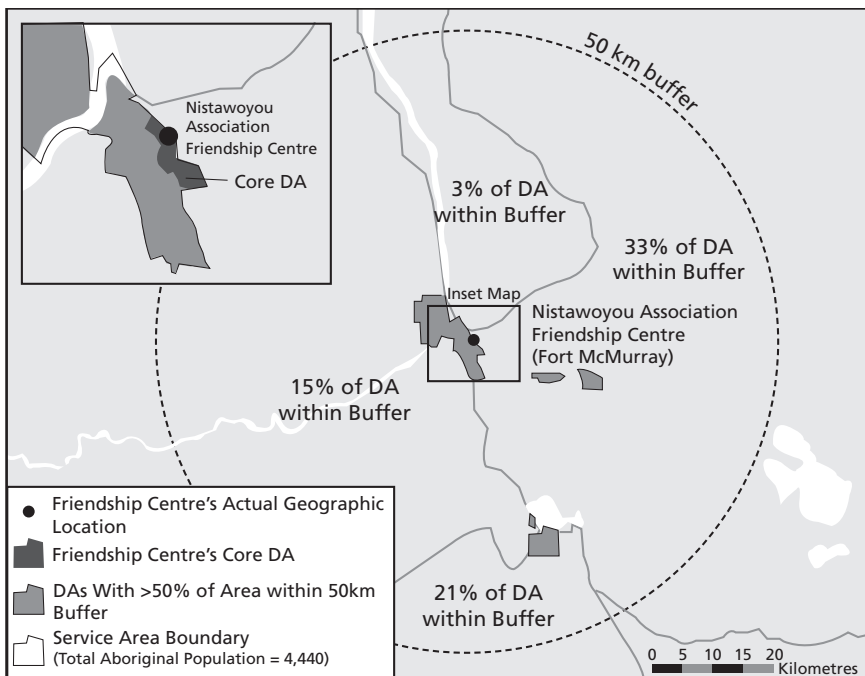 Nistawoyou
Association
Friendship Centre
Core DA
50 km buffer
3% of DA
within Buffer
33% of DA
within Buffer
Inset Map
Nistawoyou Association
Friendship Centre
(Fort McMurray)
15% of DA
within Buffer
21% of DA
within Buffer
Friendship Centre's Actual Geographic
Location
Friendship Centre's Core DA
DAs With >50% of Area within 50km
Buffer
Service Area Boundary
(Total Aboriginal Population = 4,440)
0 5 10 15 20
Kilometres